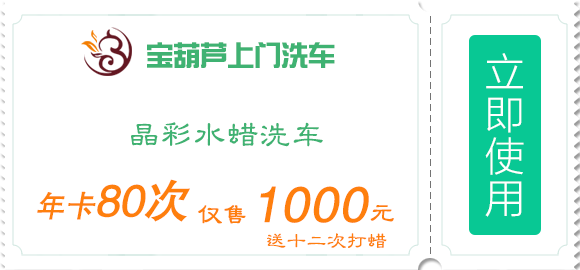 宝葫芦上门洗车
晶彩水蜡洗车
年卡80次 仅售 1000元
送十二次打蜡
立即使用